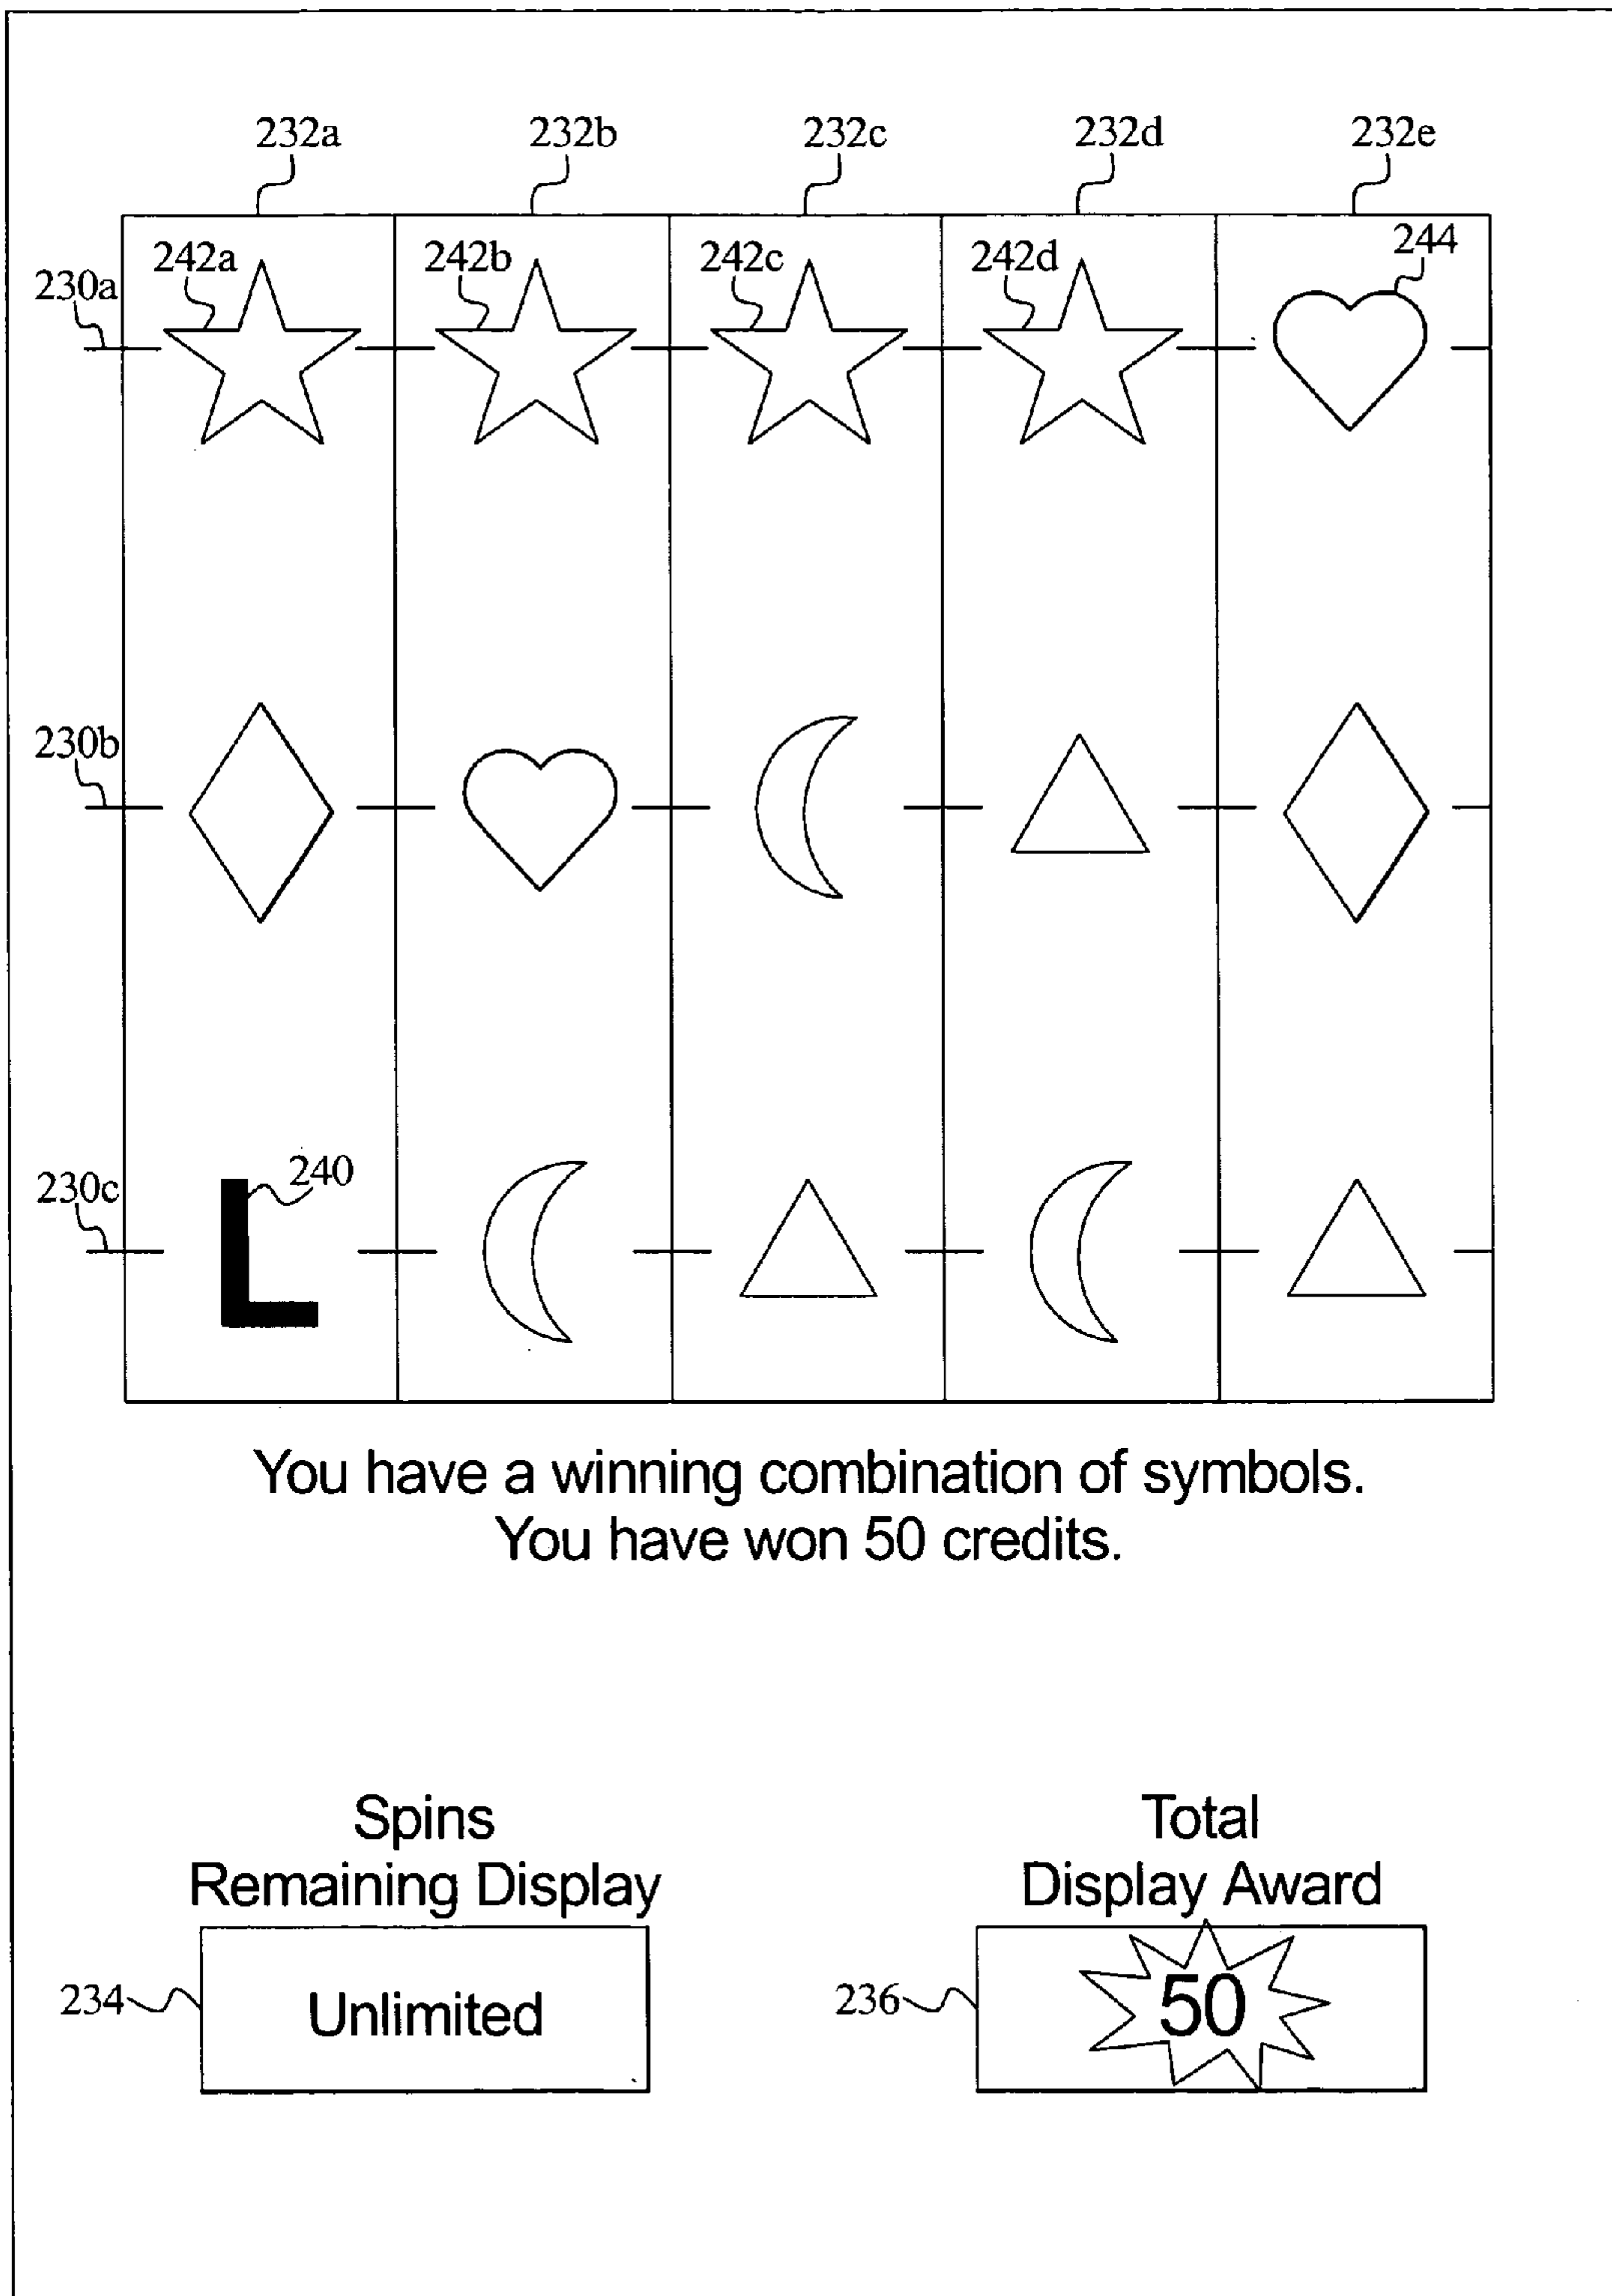 232a 232b 232c 232d 232e
242a 242b 242c 242d 244
230a
230b
230c L 240
You have a winning combination of symbols.
You have won 50 credits.
Spins
Remaining Display
Total
Display Award
234 Unlimited
236 50